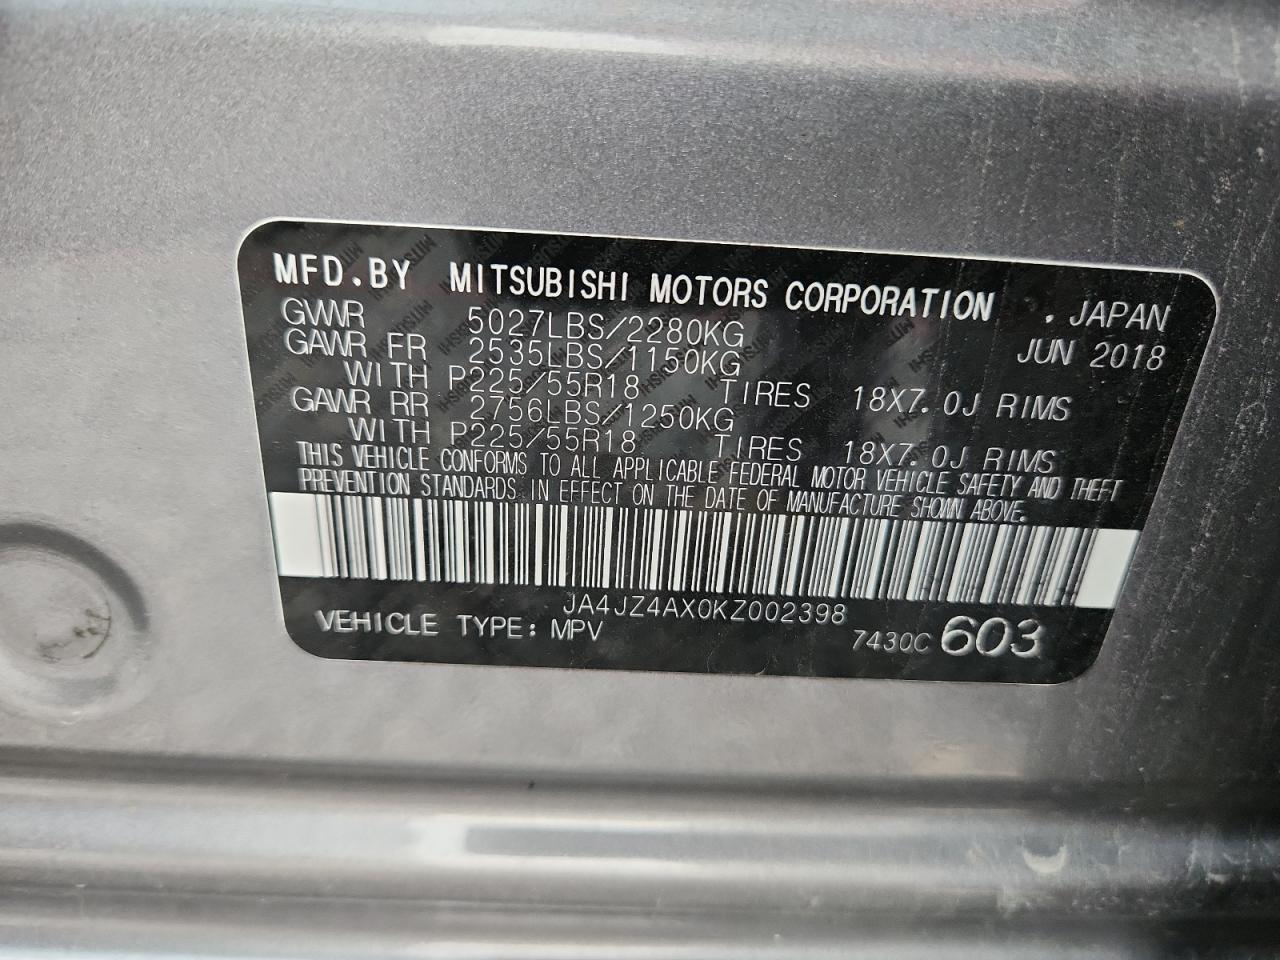 MFD.BY MITSUBISHI MOTORS CORPORATION . JAPAN
GVWR 5027LBS/2280KG JUN 2018
GAWR FR 2535LBS/1150KG
WITH P225/55R18 TIRES 18X7.0J RIMS
GAWR RR 2756LBS/1250KG
WITH P225/55R18 TIRES 18X7.0J RIMS
THIS VEHICLE CONFORMS TO ALL APPLICABLE FEDERAL MOTOR VEHICLE SAFETY AND THEFT
PREVENTION STANDARDS IN EFFECT ON THE DATE OF MANUFACTURE SHOWN ABOVE.
JA4JZ4AX0KZ002398
VEHICLE TYPE: MPV 7430C 603